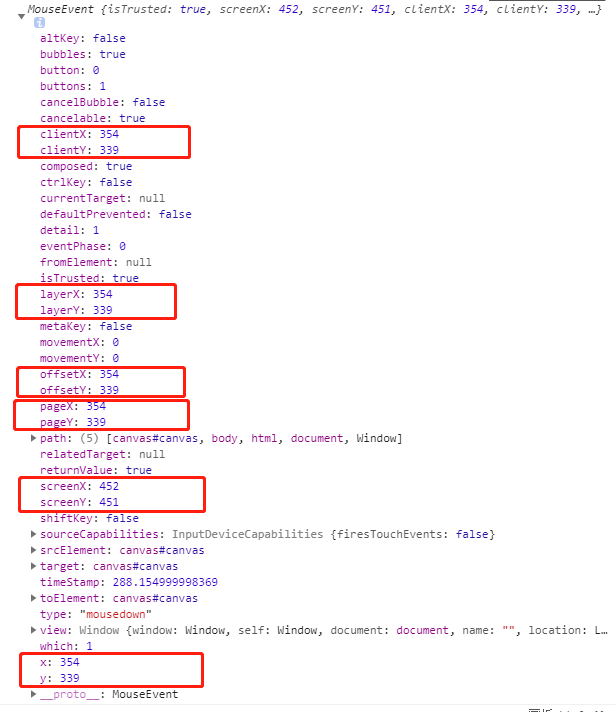 MouseEvent {isTrusted: true, screenX: 452, screenY: 451, clientX: 354, clientY: 339, …}
i
altKey: false
bubbles: true
button: 0
buttons: 1
cancelBubble: false
cancelable: true
clientX: 354
clientY: 339
composed: true
ctrlKey: false
currentTarget: null
defaultPrevented: false
detail: 1
eventPhase: 0
fromElement: null
isTrusted: true
layerX: 354
layerY: 339
metaKey: false
movementX: 0
movementY: 0
offsetX: 354
offsetY: 339
pageX: 354
pageY: 339
path: (5) [canvas#canvas, body, html, document, Window]
relatedTarget: null
returnValue: true
screenX: 452
screenY: 451
shiftKey: false
sourceCapabilities: InputDeviceCapabilities {firesTouchEvents: false}
srcElement: canvas#canvas
target: canvas#canvas
timeStamp: 288.154999998369
toElement: canvas#canvas
type: "mousedown"
view: Window {window: Window, self: Window, document: document, name: "", location: L…
which: 1
x: 354
y: 339
__proto__: MouseEvent